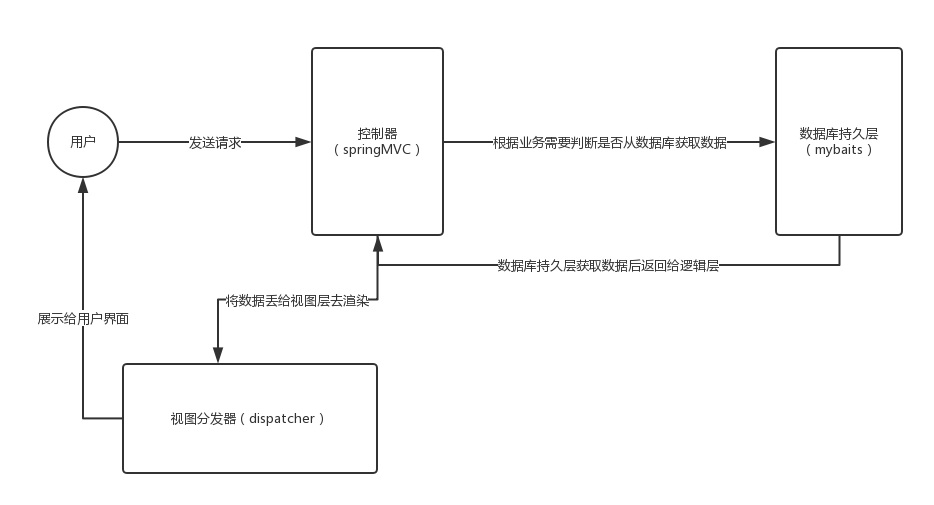 用户
发送请求
控制器
（springMVC）
根据业务需要判断是否从数据库获取数据
数据库持久层
（mybaits）
数据库持久层获取数据后返回给逻辑层
将数据丢给视图层去渲染
展示给用户界面
视图分发器（dispatcher）